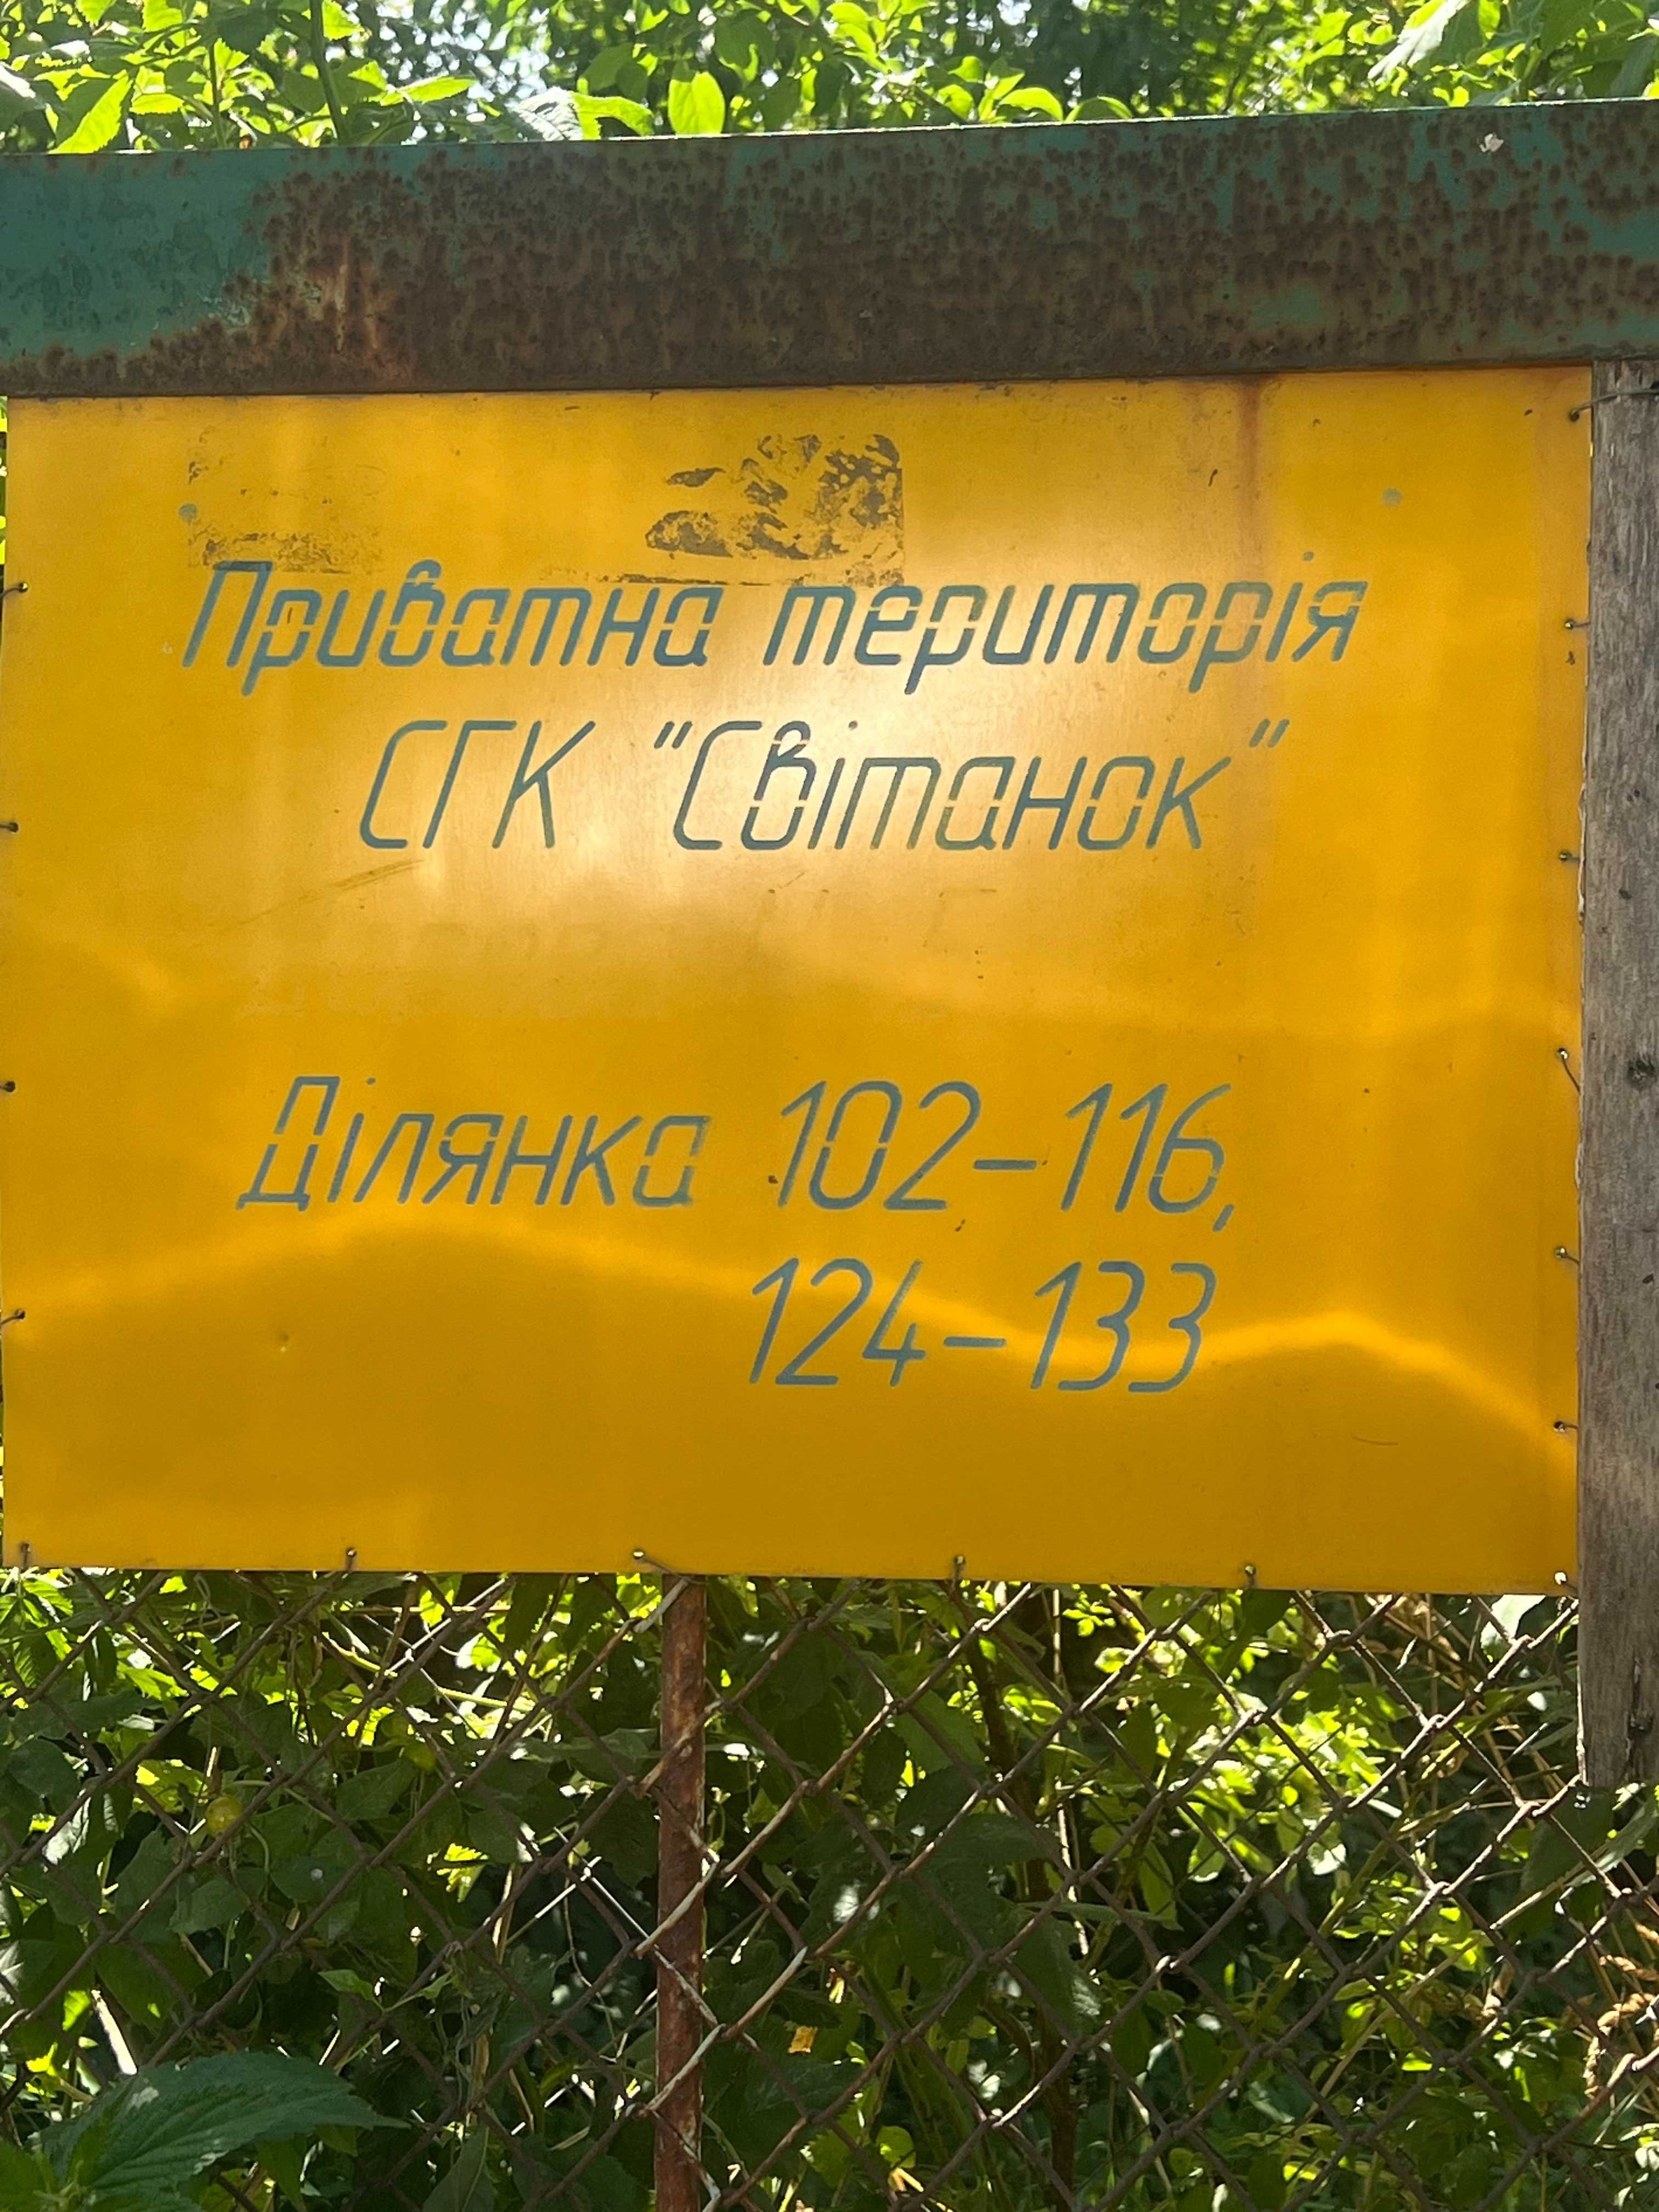 Приватна територія
СГК "Світанок"
Ділянка 102-116,
124-133